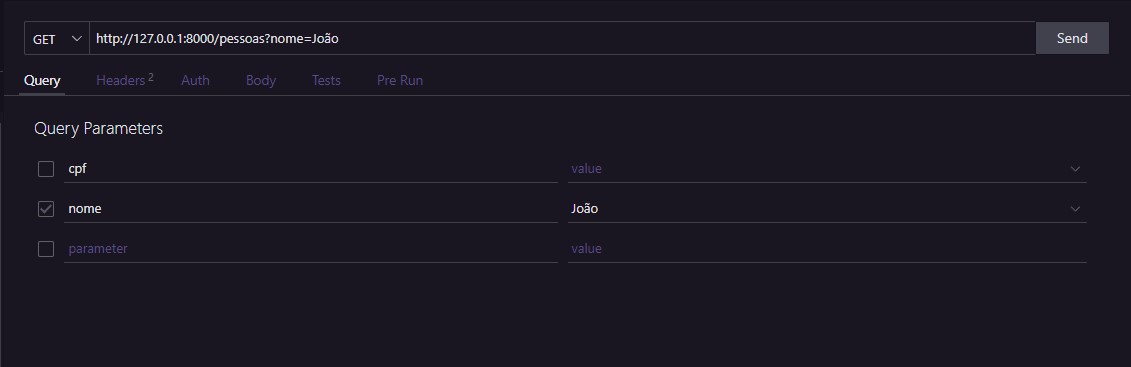 GET http://127.0.0.1:8000/pessoas?nome=João Send
Query Headers 2 Auth Body Tests Pre Run
Query Parameters
cpf value
nome João
parameter value